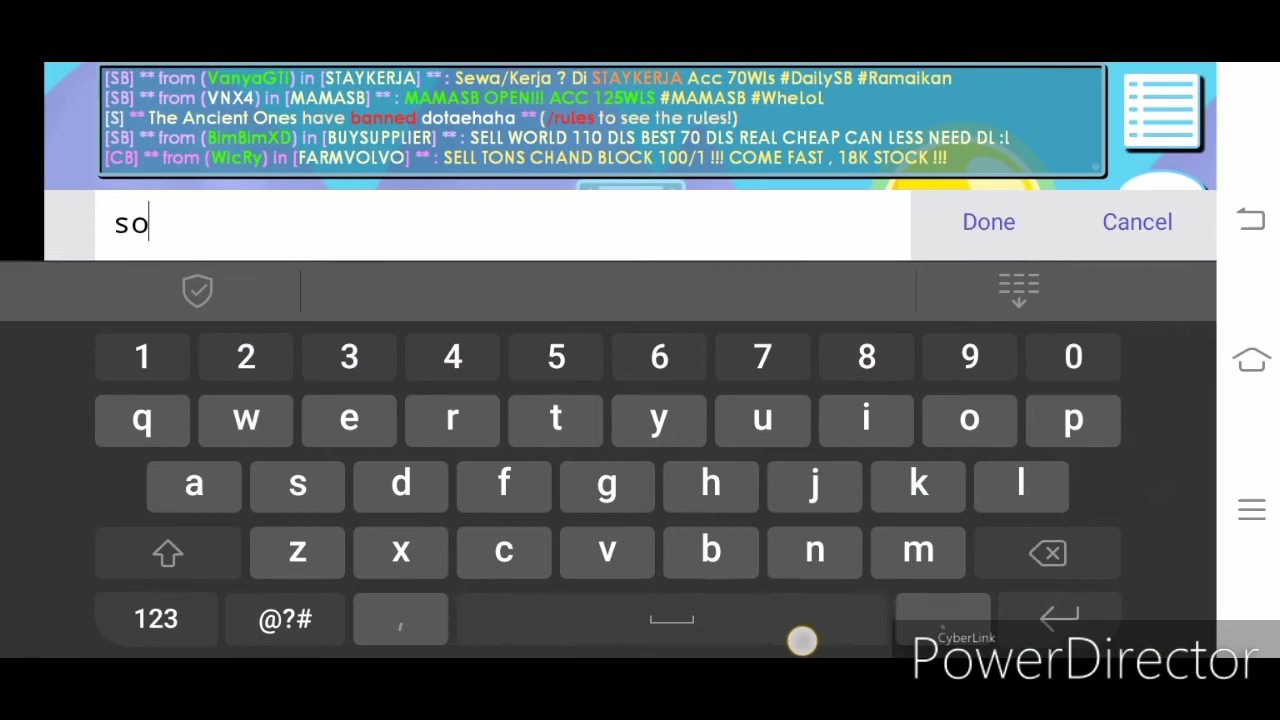 [SB] ** from (VanyaGTI) in [STAYKERJA] ** : Sewa/Kerja ? Di STAYKERJA Acc 70Wls #DailySB #Ramaikan
[SB] ** from (VNX4) in [MAMASB] ** : MAMASB OPEN!!! ACC 125WLS #MAMASB #WheLoL
[S] ** The Ancient Ones have banned dotaehaha ** (/rules to see the rules!)
[SB] ** from (BimBimXD) in [BUYSUPPLIER] ** : SELL WORLD 110 DLS BEST 70 DLS REAL CHEAP CAN LESS NEED DL :l
[CB] ** from (WicRy) in [FARMVOLVO] ** : SELL TONS CHAND BLOCK 100/1 !!! COME FAST , 18K STOCK !!!
so Done Cancel
1 2 3 4 5 6 7 8 9 0
q w e r t y u i o p
a s d f g h j k l
z x c v b n m
123 @?# , .
CyberLink
PowerDirector